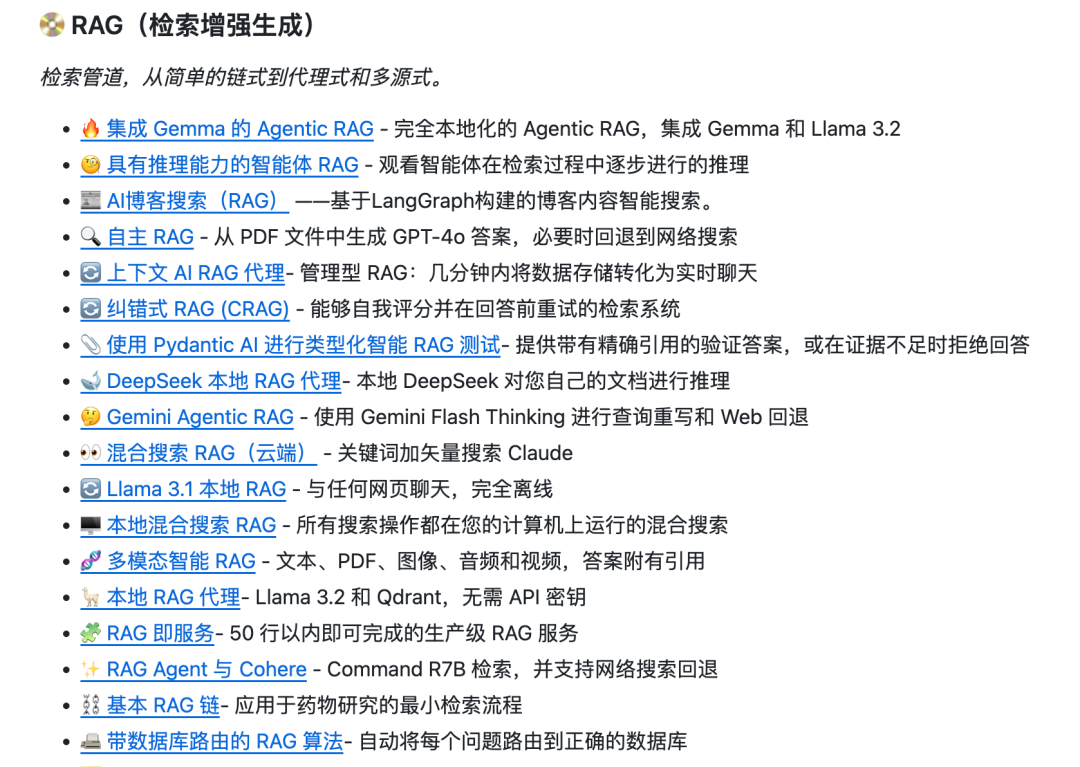 RAG（检索增强生成）
检索管道，从简单的链式到代理式和多源式。
集成 Gemma 的 Agentic RAG - 完全本地化的 Agentic RAG，集成 Gemma 和 Llama 3.2
具有推理能力的智能体 RAG - 观看智能体在检索过程中逐步进行的推理
AI博客搜索（RAG） ——基于LangGraph构建的博客内容智能搜索。
自主 RAG - 从 PDF 文件中生成 GPT-4o 答案，必要时回退到网络搜索
上下文 AI RAG 代理- 管理型 RAG：几分钟内将数据存储转化为实时聊天
纠错式 RAG (CRAG) - 能够自我评分并在回答前重试的检索系统
使用 Pydantic AI 进行类型化智能 RAG 测试- 提供带有精确引用的验证答案，或在证据不足时拒绝回答
DeepSeek 本地 RAG 代理- 本地 DeepSeek 对您自己的文档进行推理
Gemini Agentic RAG - 使用 Gemini Flash Thinking 进行查询重写和 Web 回退
混合搜索 RAG（云端） - 关键词加矢量搜索 Claude
Llama 3.1 本地 RAG - 与任何网页聊天，完全离线
本地混合搜索 RAG - 所有搜索操作都在您的计算机上运行的混合搜索
多模态智能 RAG - 文本、PDF、图像、音频和视频，答案附有引用
本地 RAG 代理- Llama 3.2 和 Qdrant，无需 API 密钥
RAG 即服务- 50 行以内即可完成的生产级 RAG 服务
RAG Agent 与 Cohere - Command R7B 检索，并支持网络搜索回退
基本 RAG 链- 应用于药物研究的最小检索流程
带数据库路由的 RAG 算法- 自动将每个问题路由到正确的数据库